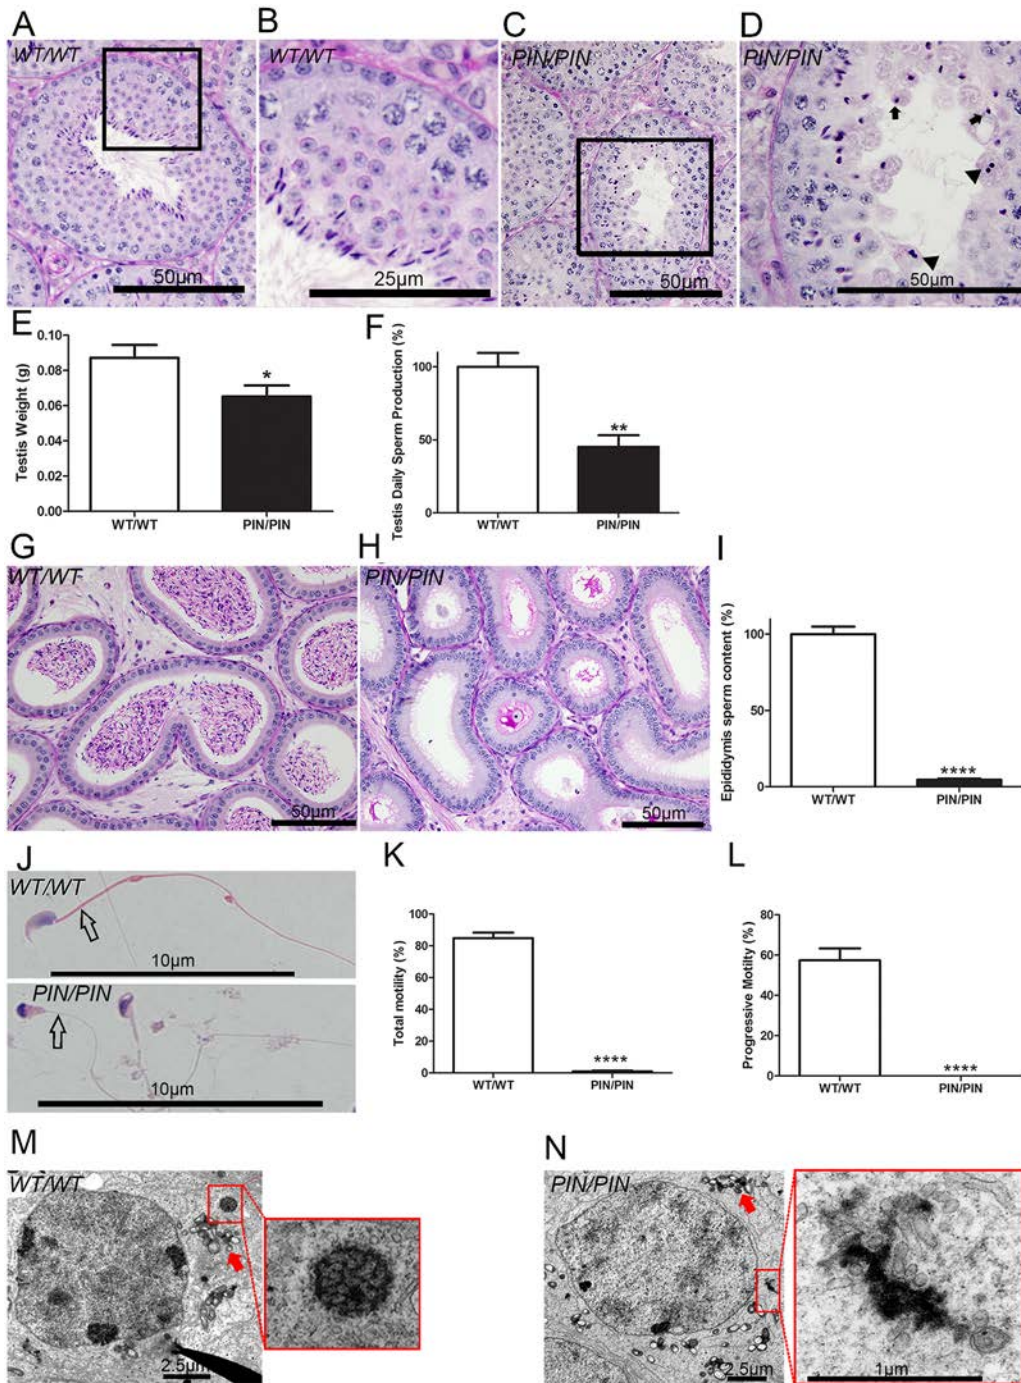 A
WT/WT
50µm
B
WT/WT
25µm
C
PIN/PIN
50µm
D
PIN/PIN
50µm
E
Testis Weight (g)
0.10
0.08
0.06
0.04
0.02
0.00
*
WT/WT
PIN/PIN
F
Testis Daily Sperm Production (%)
100
50
0
**
WT/WT
PIN/PIN
G
WT/WT
50µm
H
PIN/PIN
50µm
I
Epididymis sperm content (%)
100
50
0
****
WT/WT
PIN/PIN
J
WT/WT
10µm
PIN/PIN
10µm
K
Total motility (%)
100
80
60
40
20
0
****
WT/WT
PIN/PIN
L
Progressive Motilty (%)
80
60
40
20
0
****
WT/WT
PIN/PIN
M
WT/WT
2.5µm
N
PIN/PIN
2.5µm
1µm